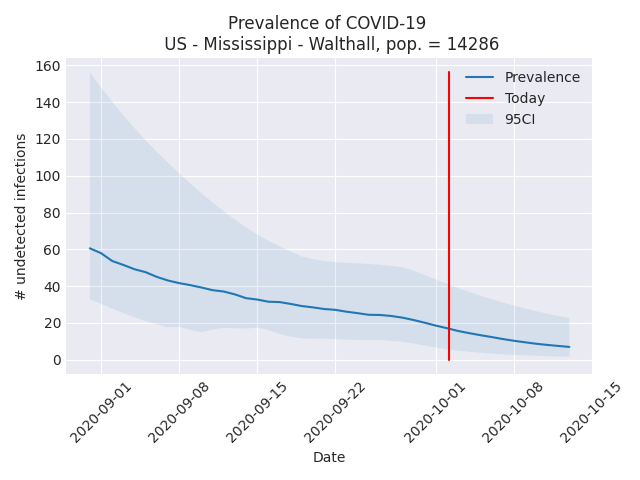 Prevalence of COVID-19
US - Mississippi - Walthall, pop. = 14286
160
140
120
100
80
60
40
20
0
# undetected infections
Prevalence
Today
95CI
2020-09-01
2020-09-08
2020-09-15
2020-09-22
2020-10-01
2020-10-08
2020-10-15
Date